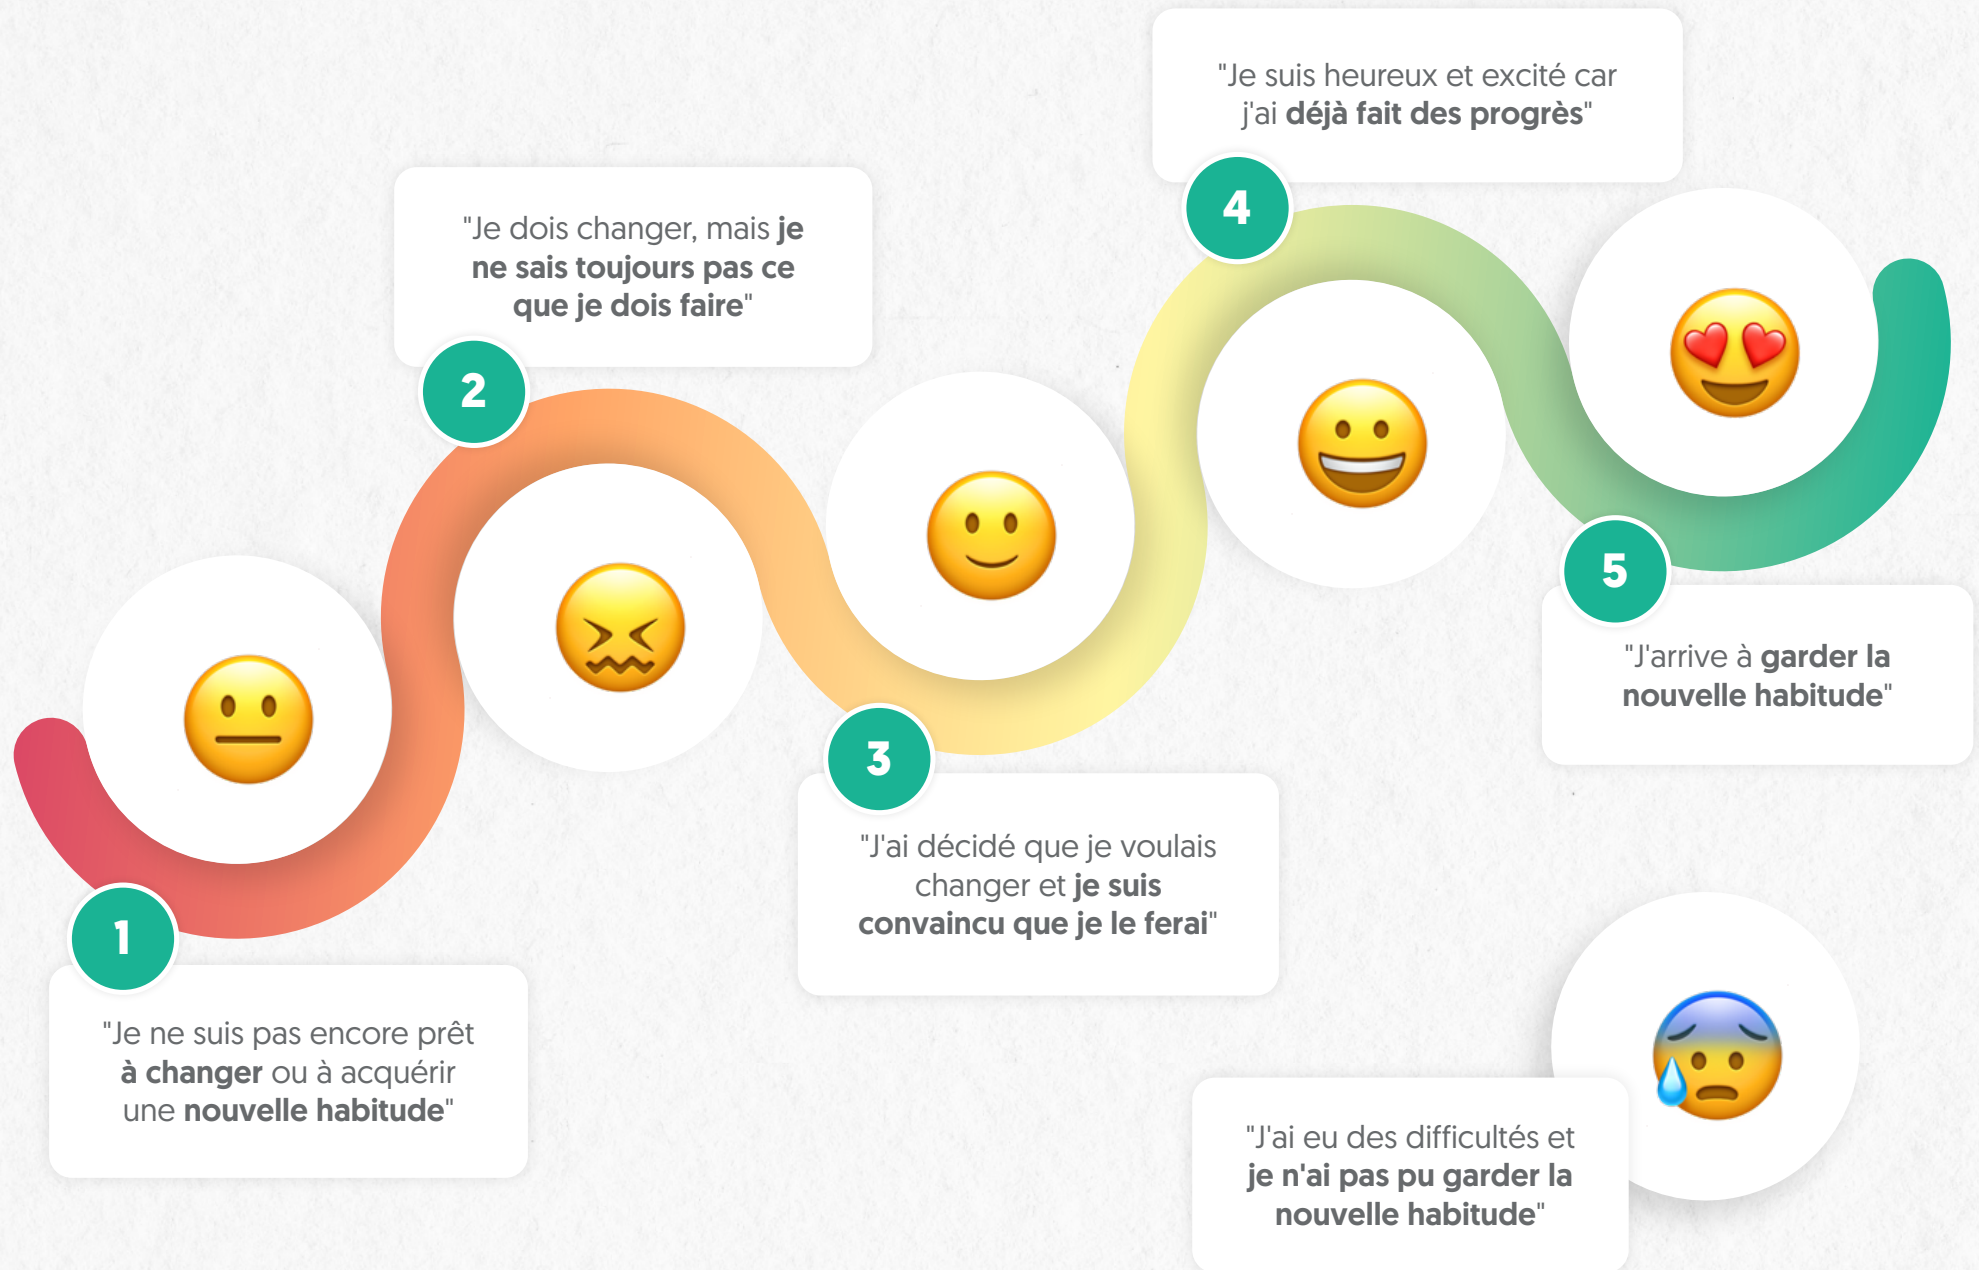 1
"Je ne suis pas encore prêt
à changer ou à acquérir
une nouvelle habitude"
2
"Je dois changer, mais je
ne sais toujours pas ce
que je dois faire"
3
"J'ai décidé que je voulais
changer et je suis
convaincu que je le ferai"
4
"Je suis heureux et excité car
j'ai déjà fait des progrès"
5
"J'arrive à garder la
nouvelle habitude"
"J'ai eu des difficultés et
je n'ai pas pu garder la
nouvelle habitude"